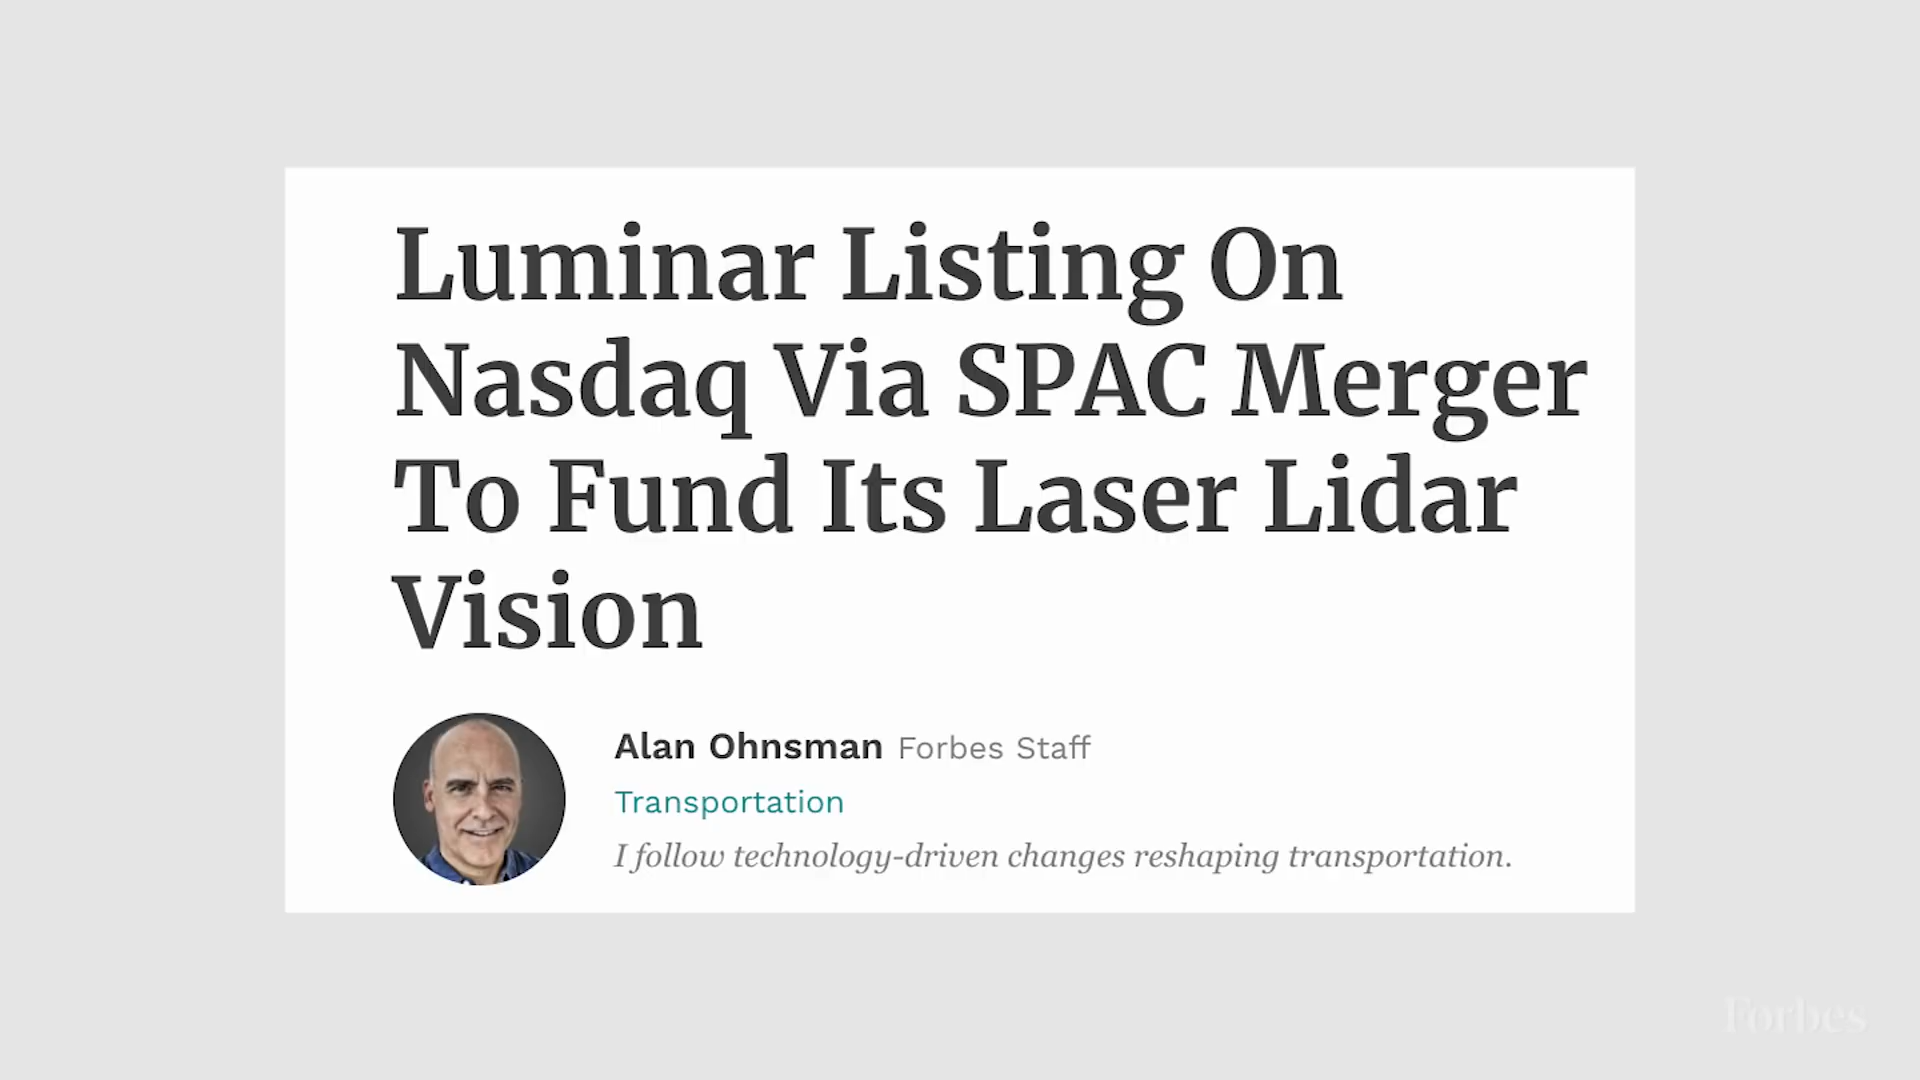 Luminar Listing On
Nasdaq Via SPAC Merger
To Fund Its Laser Lidar
Vision
Alan Ohnsman Forbes Staff
Transportation
I follow technology-driven changes reshaping transportation.
Forbes